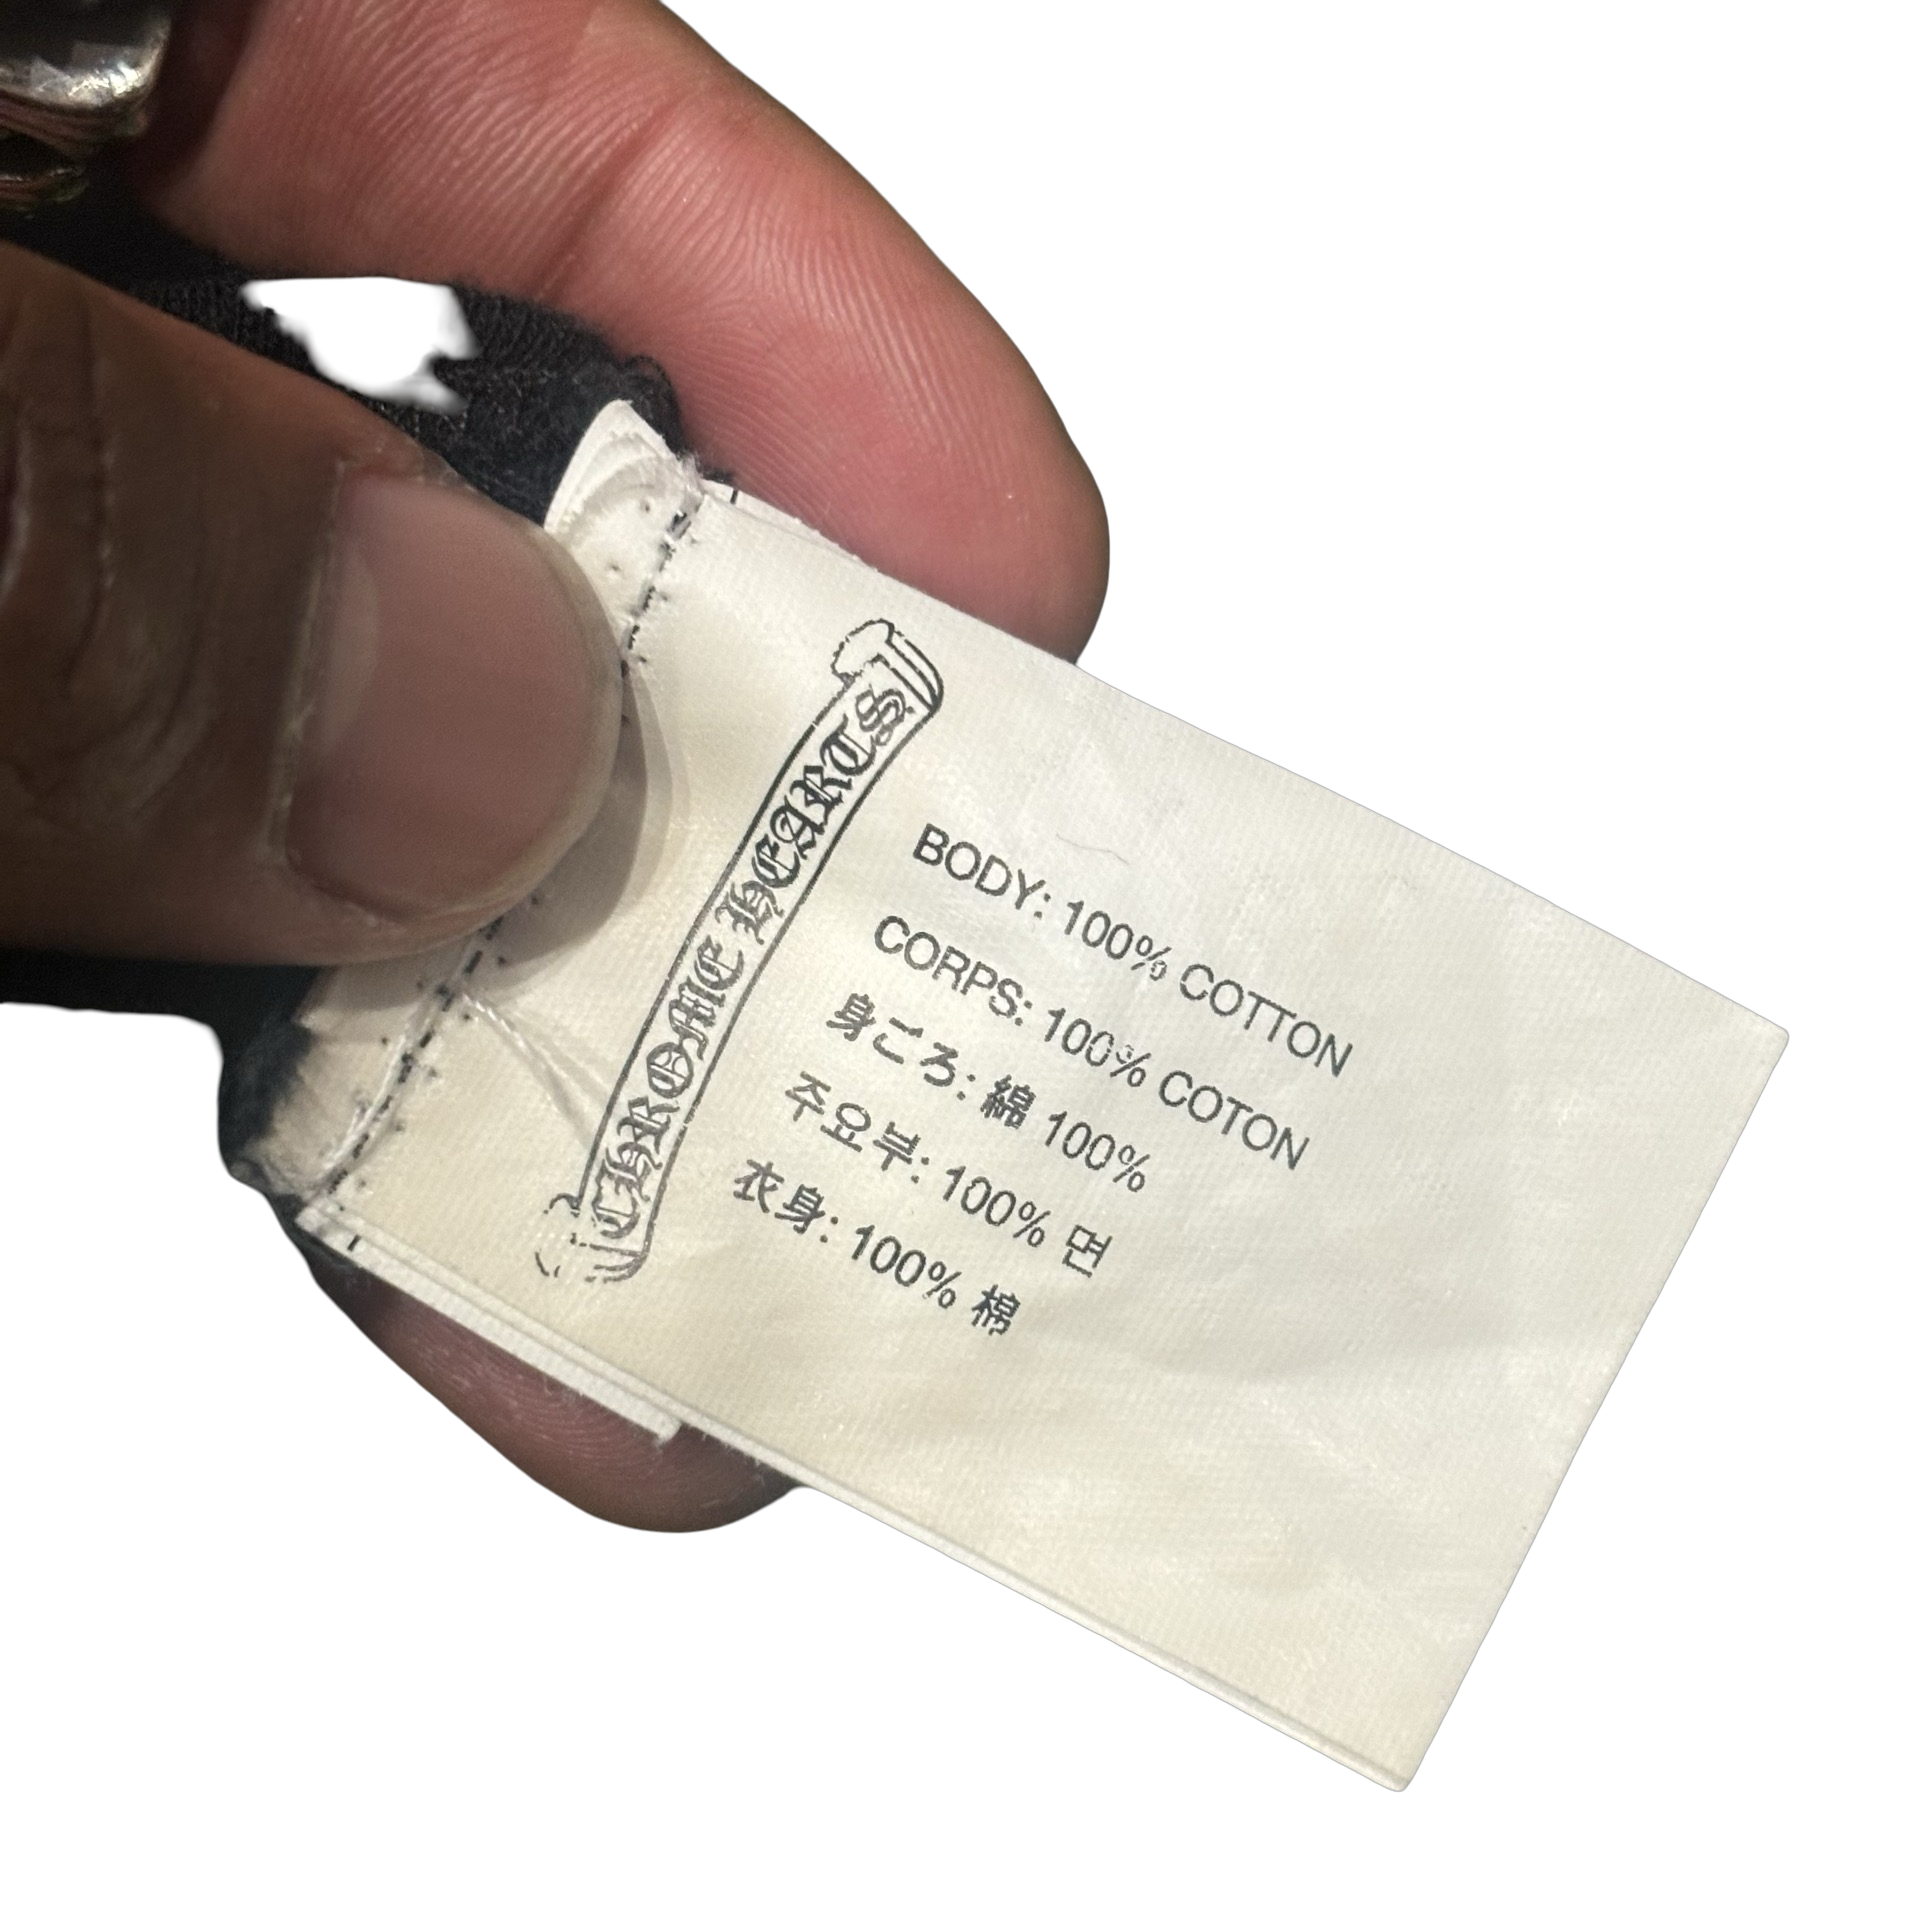 CHROME HEARTS
BODY: 100% COTTON
CORPS: 100% COTON
身ごろ: 綿 100%
주요부: 100% 면
衣身: 100% 棉